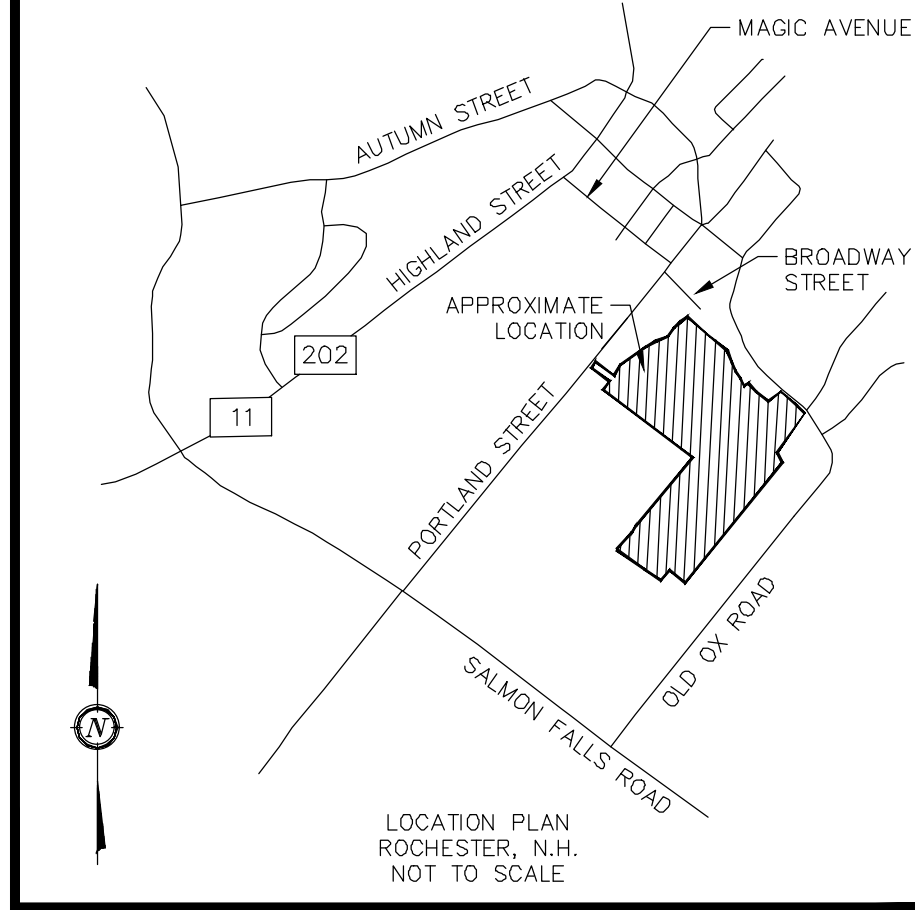 MAGIC AVENUE
AUTUMN STREET
HIGHLAND STREET
BROADWAY
STREET
APPROXIMATE
LOCATION
202
11
PORTLAND STREET
OLD OX ROAD
SALMON FALLS ROAD
N
LOCATION PLAN
ROCHESTER, N.H.
NOT TO SCALE